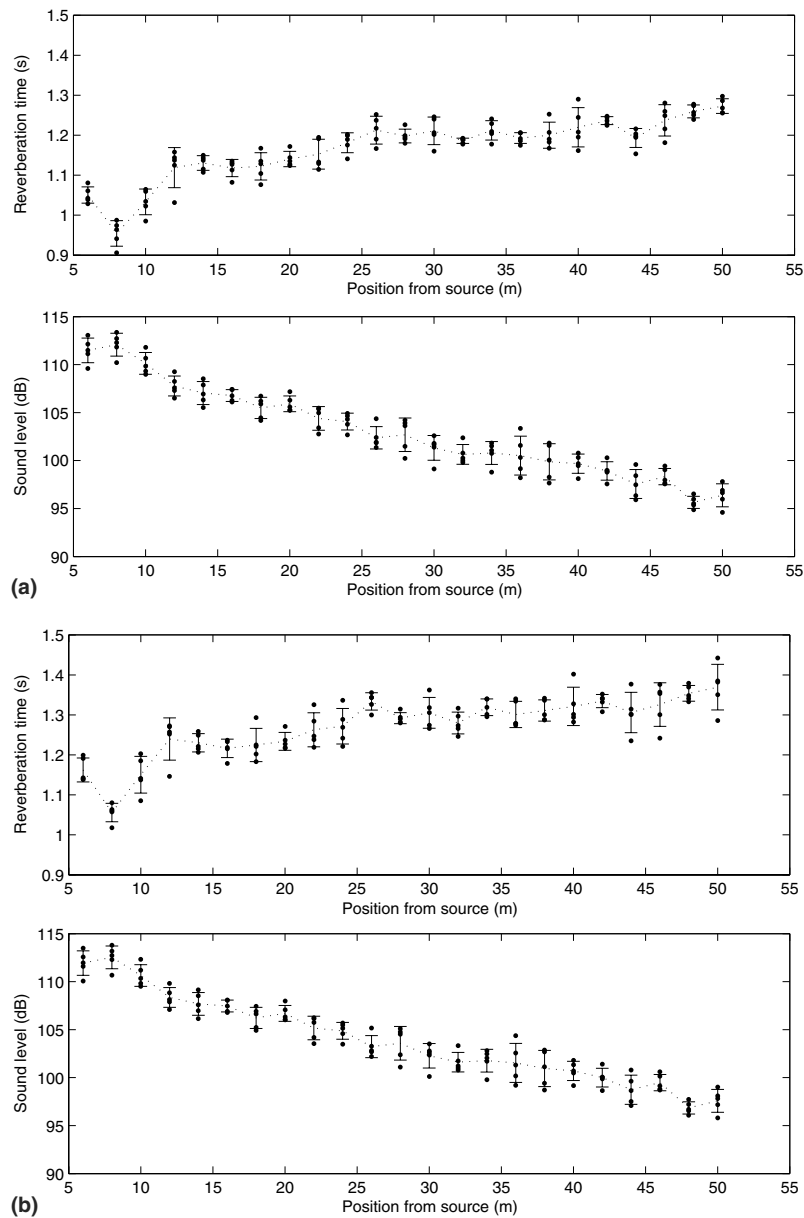 1.5
1.4
1.3
1.2
1.1
1
0.9
Reverberation time (s)
5 10 15 20 25 30 35 40 45 50 55
Position from source (m)
115
110
105
100
95
90
Sound level (dB)
5 10 15 20 25 30 35 40 45 50 55
Position from source (m)
(a)
1.5
1.4
1.3
1.2
1.1
1
0.9
Reverberation time (s)
5 10 15 20 25 30 35 40 45 50 55
Position from source (m)
115
110
105
100
95
90
Sound level (dB)
5 10 15 20 25 30 35 40 45 50 55
Position from source (m)
(b)